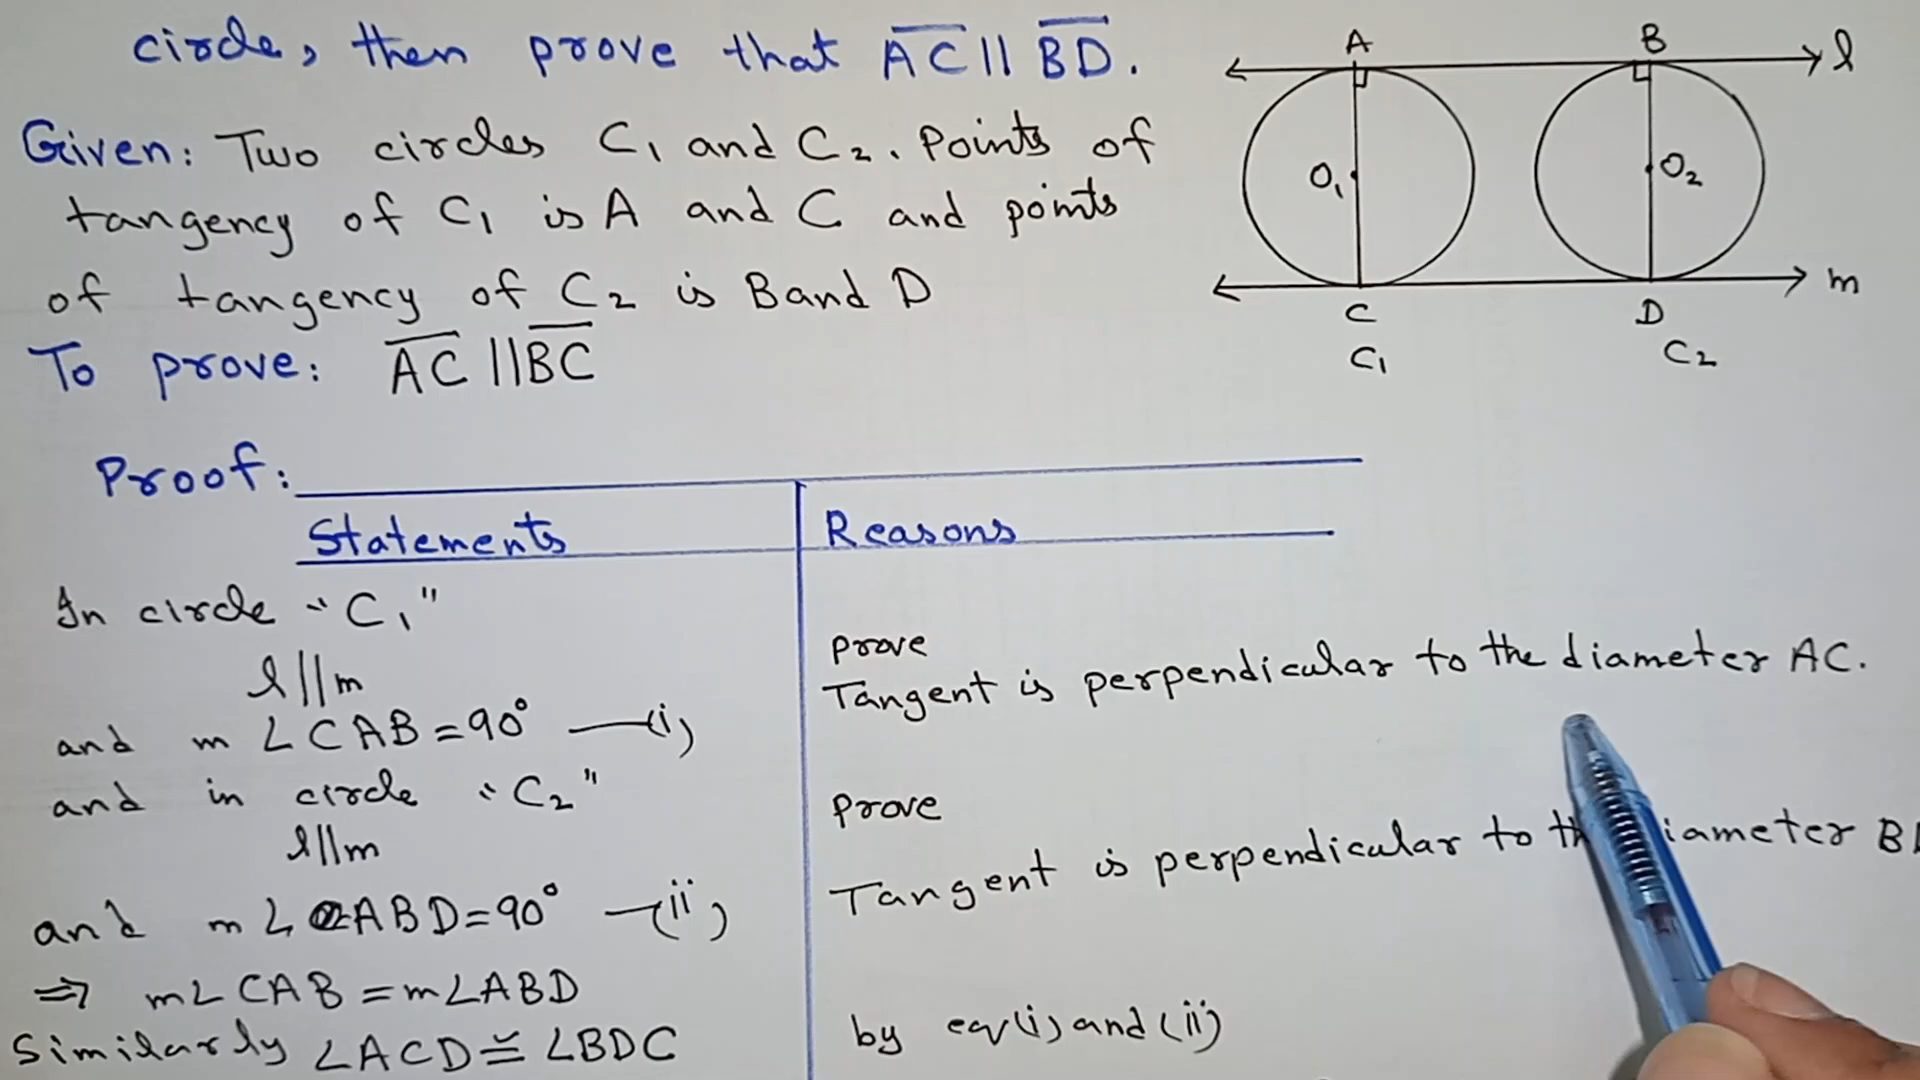 circle, then prove that AC || BD.
Given: Two circles C₁ and C₂. Points of
tangency of C₁ is A and C and points
of tangency of C₂ is B and D
To prove: AC || BC
A
B
l
O₁
O₂
m
C
D
C₁
C₂
Proof:
Statements
Reasons
In circle "C₁"
l||m
prove
and m∠CAB=90° —(i)
Tangent is perpendicular to the diameter AC.
and in circle "C₂"
prove
l||m
and m∠ABD=90° —(ii)
Tangent is perpendicular to iameter
⇒ m∠CAB=m∠ABD
by eq(i) and (ii)
Similarly ∠ACD≅∠BDC